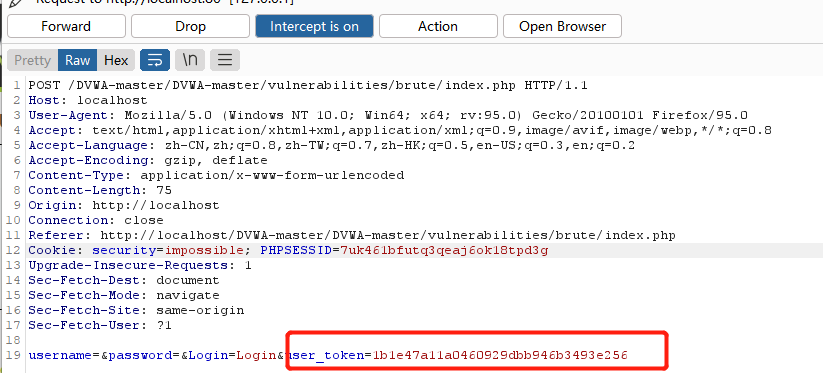 Request to http://localhost:80 [127.0.0.1]
Forward Drop Intercept is on Action Open Browser
Pretty Raw Hex \n
1 POST /DVWA-master/DVWA-master/vulnerabilities/brute/index.php HTTP/1.1
2 Host: localhost
3 User-Agent: Mozilla/5.0 (Windows NT 10.0; Win64; x64; rv:95.0) Gecko/20100101 Firefox/95.0
4 Accept: text/html,application/xhtml+xml,application/xml;q=0.9,image/avif,image/webp,*/*;q=0.8
5 Accept-Language: zh-CN,zh;q=0.8,zh-TW;q=0.7,zh-HK;q=0.5,en-US;q=0.3,en;q=0.2
6 Accept-Encoding: gzip, deflate
7 Content-Type: application/x-www-form-urlencoded
8 Content-Length: 75
9 Origin: http://localhost
10 Connection: close
11 Referer: http://localhost/DVWA-master/DVWA-master/vulnerabilities/brute/index.php
12 Cookie: security=impossible; PHPSESSID=7uk461bfutq3qeaj6ok18tpd3g
13 Upgrade-Insecure-Requests: 1
14 Sec-Fetch-Dest: document
15 Sec-Fetch-Mode: navigate
16 Sec-Fetch-Site: same-origin
17 Sec-Fetch-User: ?1
18
19 username=&password=&Login=Login&user_token=1b1e47a11a0460929dbb946b3493e256